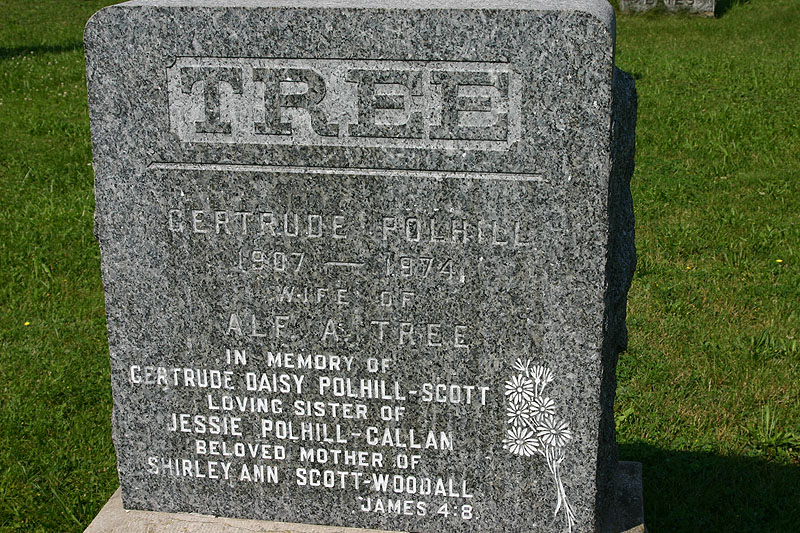 TREE
GERTRUDE POLHILL
1907 — 1974
WIFE OF
ALF A. TREE
IN MEMORY OF
GERTRUDE DAISY POLHILL-SCOTT
LOVING SISTER OF
JESSIE POLHILL-CALLAN
BELOVED MOTHER OF
SHIRLEY ANN SCOTT-WOODALL
JAMES 4:8